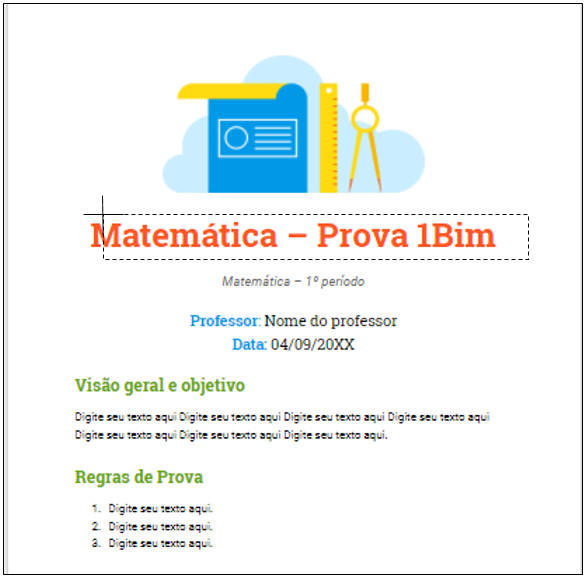 Matemática – Prova 1Bim
Matemática – 1º período
Professor: Nome do professor
Data: 04/09/20XX
Visão geral e objetivo
Digite seu texto aqui Digite seu texto aqui Digite seu texto aqui Digite seu texto aqui
Digite seu texto aqui Digite seu texto aqui Digite seu texto aqui.
Regras de Prova
1. Digite seu texto aqui.
2. Digite seu texto aqui.
3. Digite seu texto aqui.